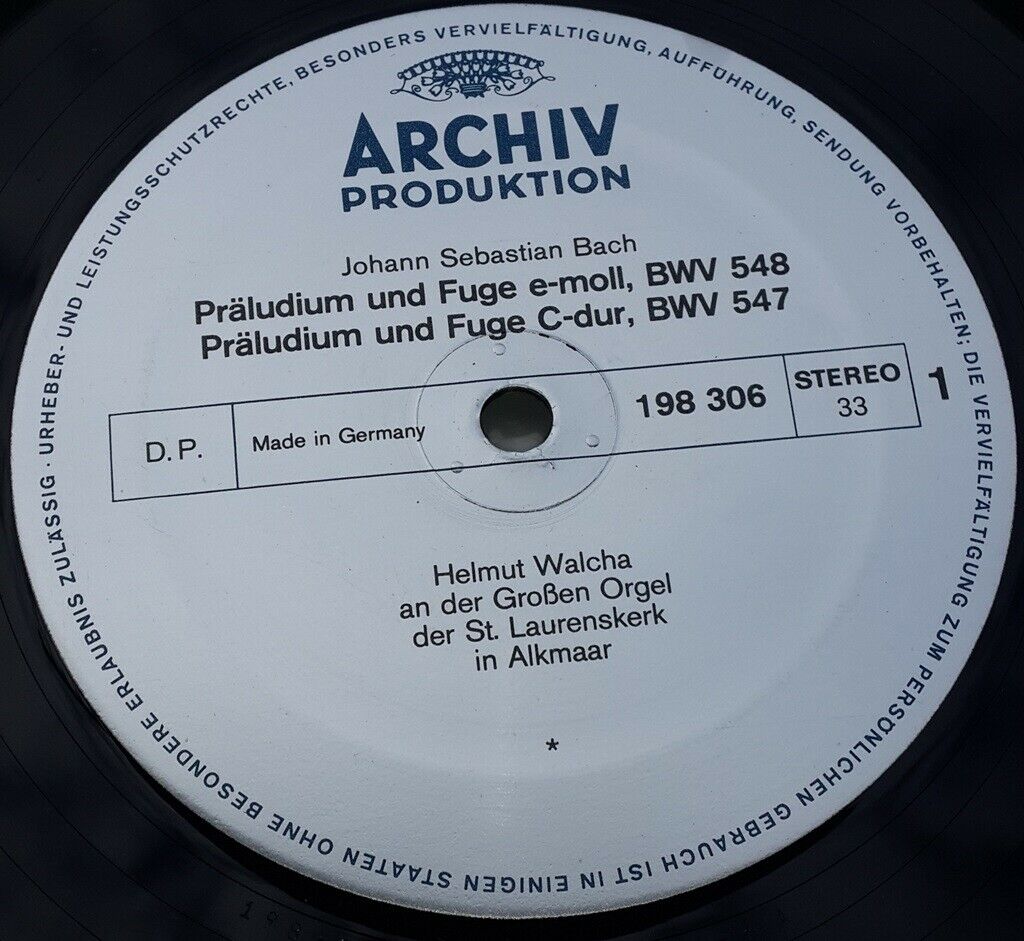 ARCHIV
PRODUKTION
Johann Sebastian Bach
Präludium und Fuge e-moll, BWV 548
Präludium und Fuge C-dur, BWV 547
D.P.
Made in Germany
198 306
STEREO
33
1
Helmut Walcha
an der Großen Orgel
der St. Laurenskerk
in Alkmaar
*
URHEBER- UND LEISTUNGSSCHUTZRECHTE, BESONDERS VERVIELFÄLTIGUNG, AUFFÜHRUNG, SENDUNG VORBEHALTEN; DIE VERVIELFÄLTIGUNG ZUM PERSÖNLICHEN GEBRAUCH IST IN EINIGEN STAATEN OHNE BESONDERE ERLAUBNIS ZULÄSSIG ·